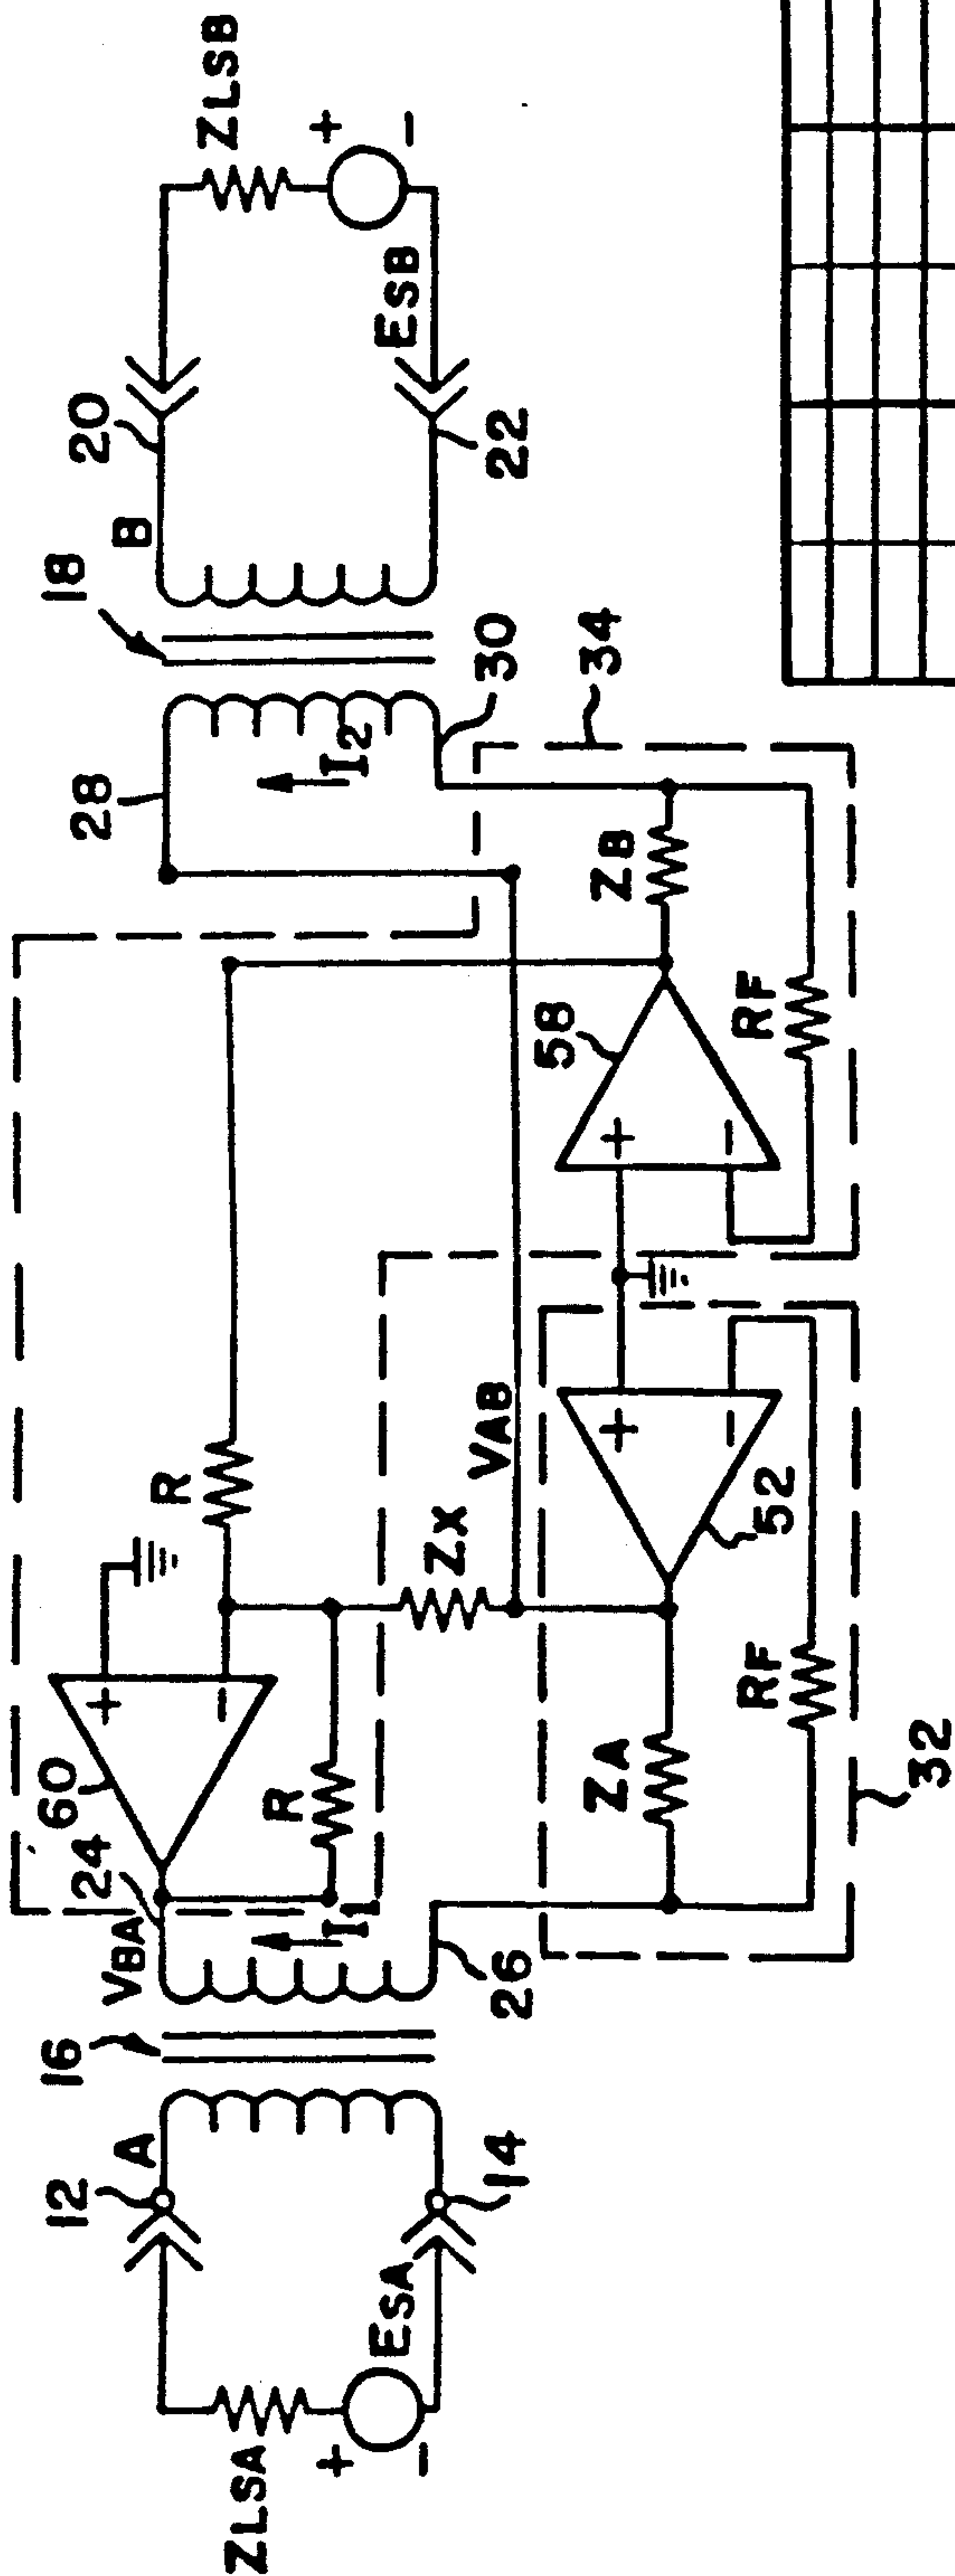 ZLSA
+
-
ESA
12
A
14
16
VBA
24
I1
26
60
+
-
R
R
ZX
VAB
ZA
RF
32
52
+
-
58
+
-
RF
ZB
34
28
I2
30
18
B
20
22
ESB
+
-
ZLSB